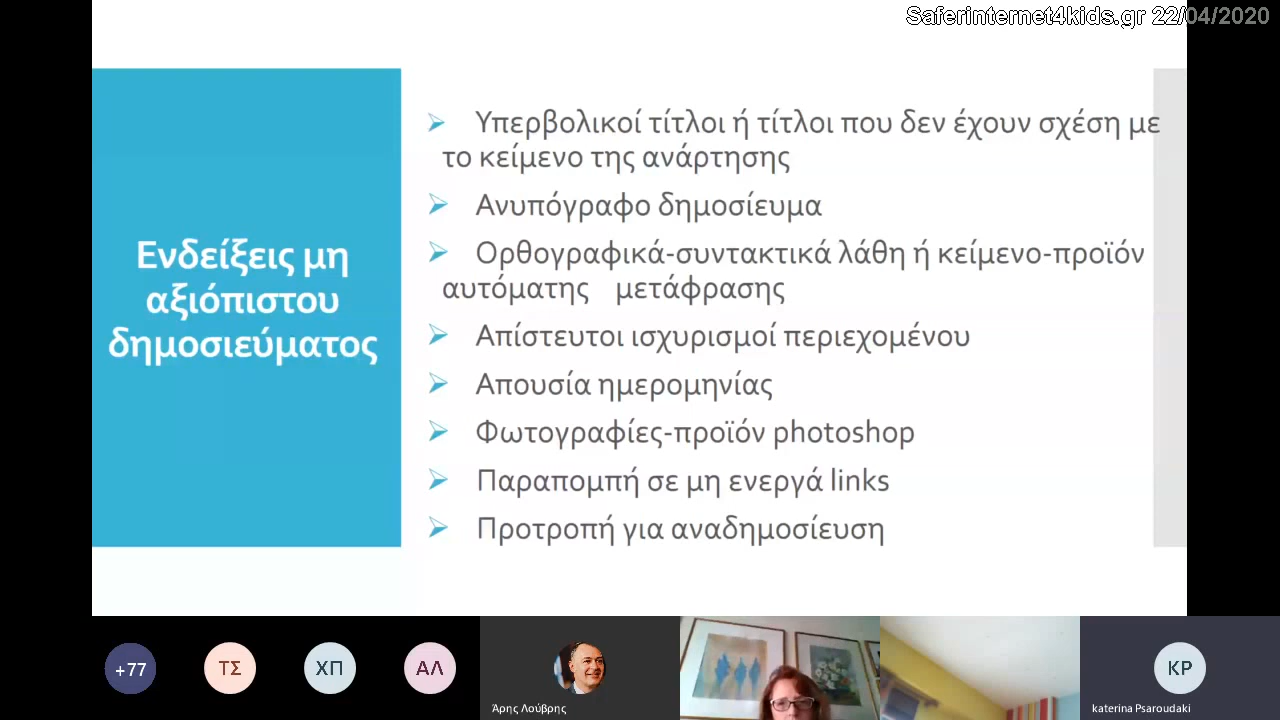 Saferinternet4kids.gr 22/04/2020
Ενδείξεις μη
αξιόπιστου
δημοσιεύματος
Υπερβολικοί τίτλοι ή τίτλοι που δεν έχουν σχέση με
το κείμενο της ανάρτησης
Ανυπόγραφο δημοσίευμα
Ορθογραφικά-συντακτικά λάθη ή κείμενο-προϊόν
αυτόματης μετάφρασης
Απίστευτοι ισχυρισμοί περιεχομένου
Απουσία ημερομηνίας
Φωτογραφίες-προϊόν photoshop
Παραπομπή σε μη ενεργά links
Προτροπή για αναδημοσίευση
+77
ΤΣ
ΧΠ
ΑΛ
Άρης Λούβρης
KP
katerina Psaroudaki